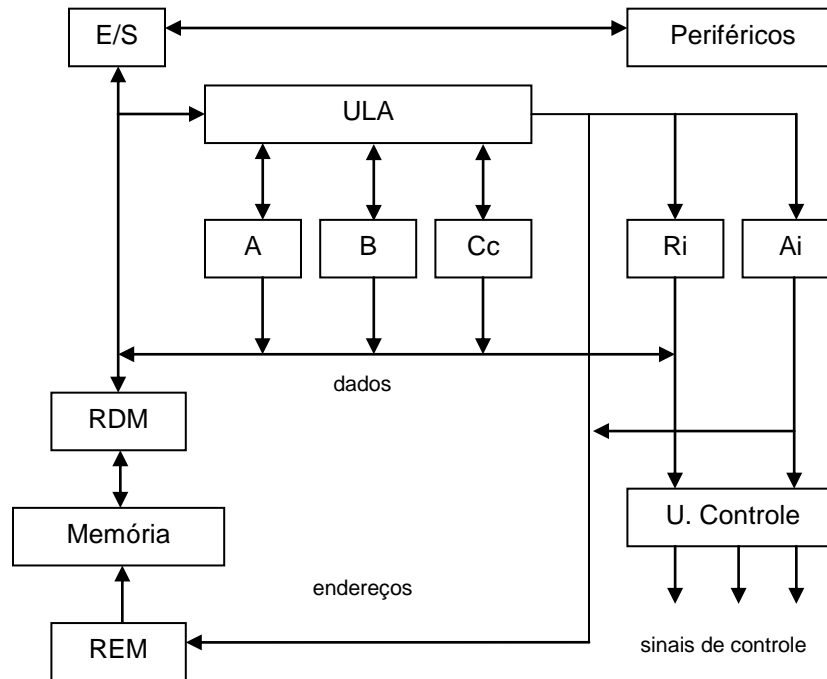 E/S
Periféricos
ULA
A
B
Cc
Ri
Ai
dados
RDM
U. Controle
Memória
endereços
sinais de controle
REM